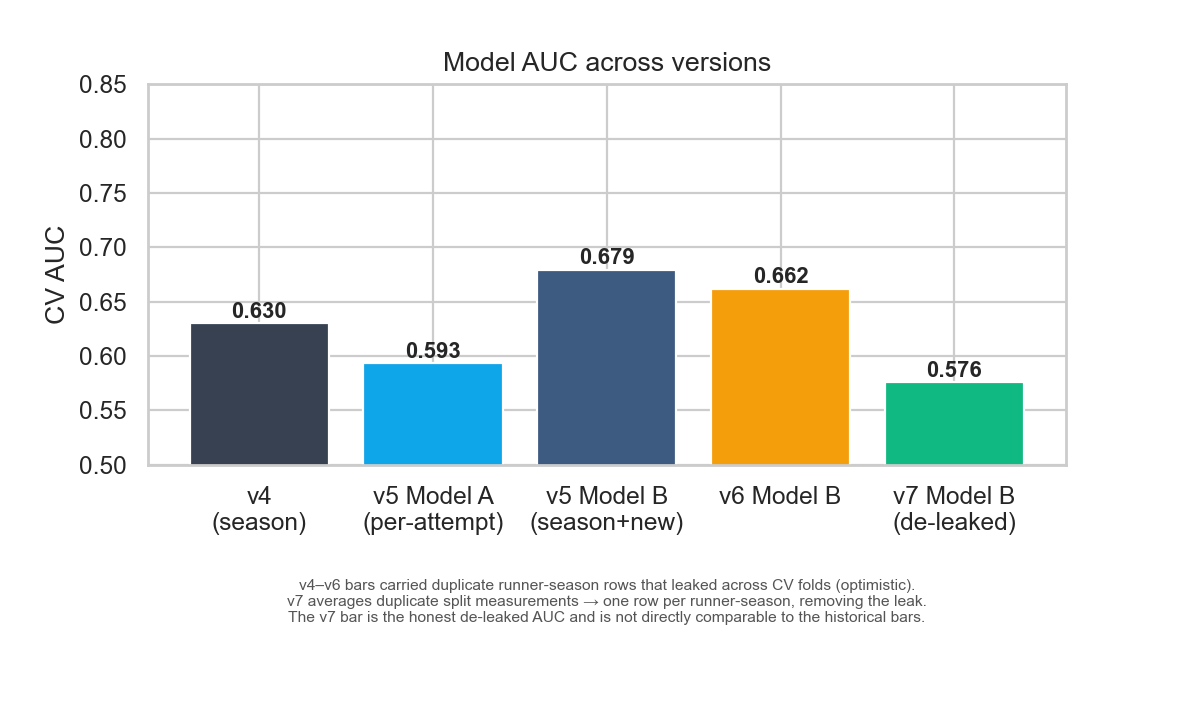 Model AUC across versions
0.85
0.80
0.75
0.70
0.65
0.60
0.55
0.50
CV AUC
0.630
0.593
0.679
0.662
0.576
v4
(season)
v5 Model A
(per-attempt)
v5 Model B
(season+new)
v6 Model B
v7 Model B
(de-leaked)
v4–v6 bars carried duplicate runner-season rows that leaked across CV folds (optimistic).
v7 averages duplicate split measurements → one row per runner-season, removing the leak.
The v7 bar is the honest de-leaked AUC and is not directly comparable to the historical bars.